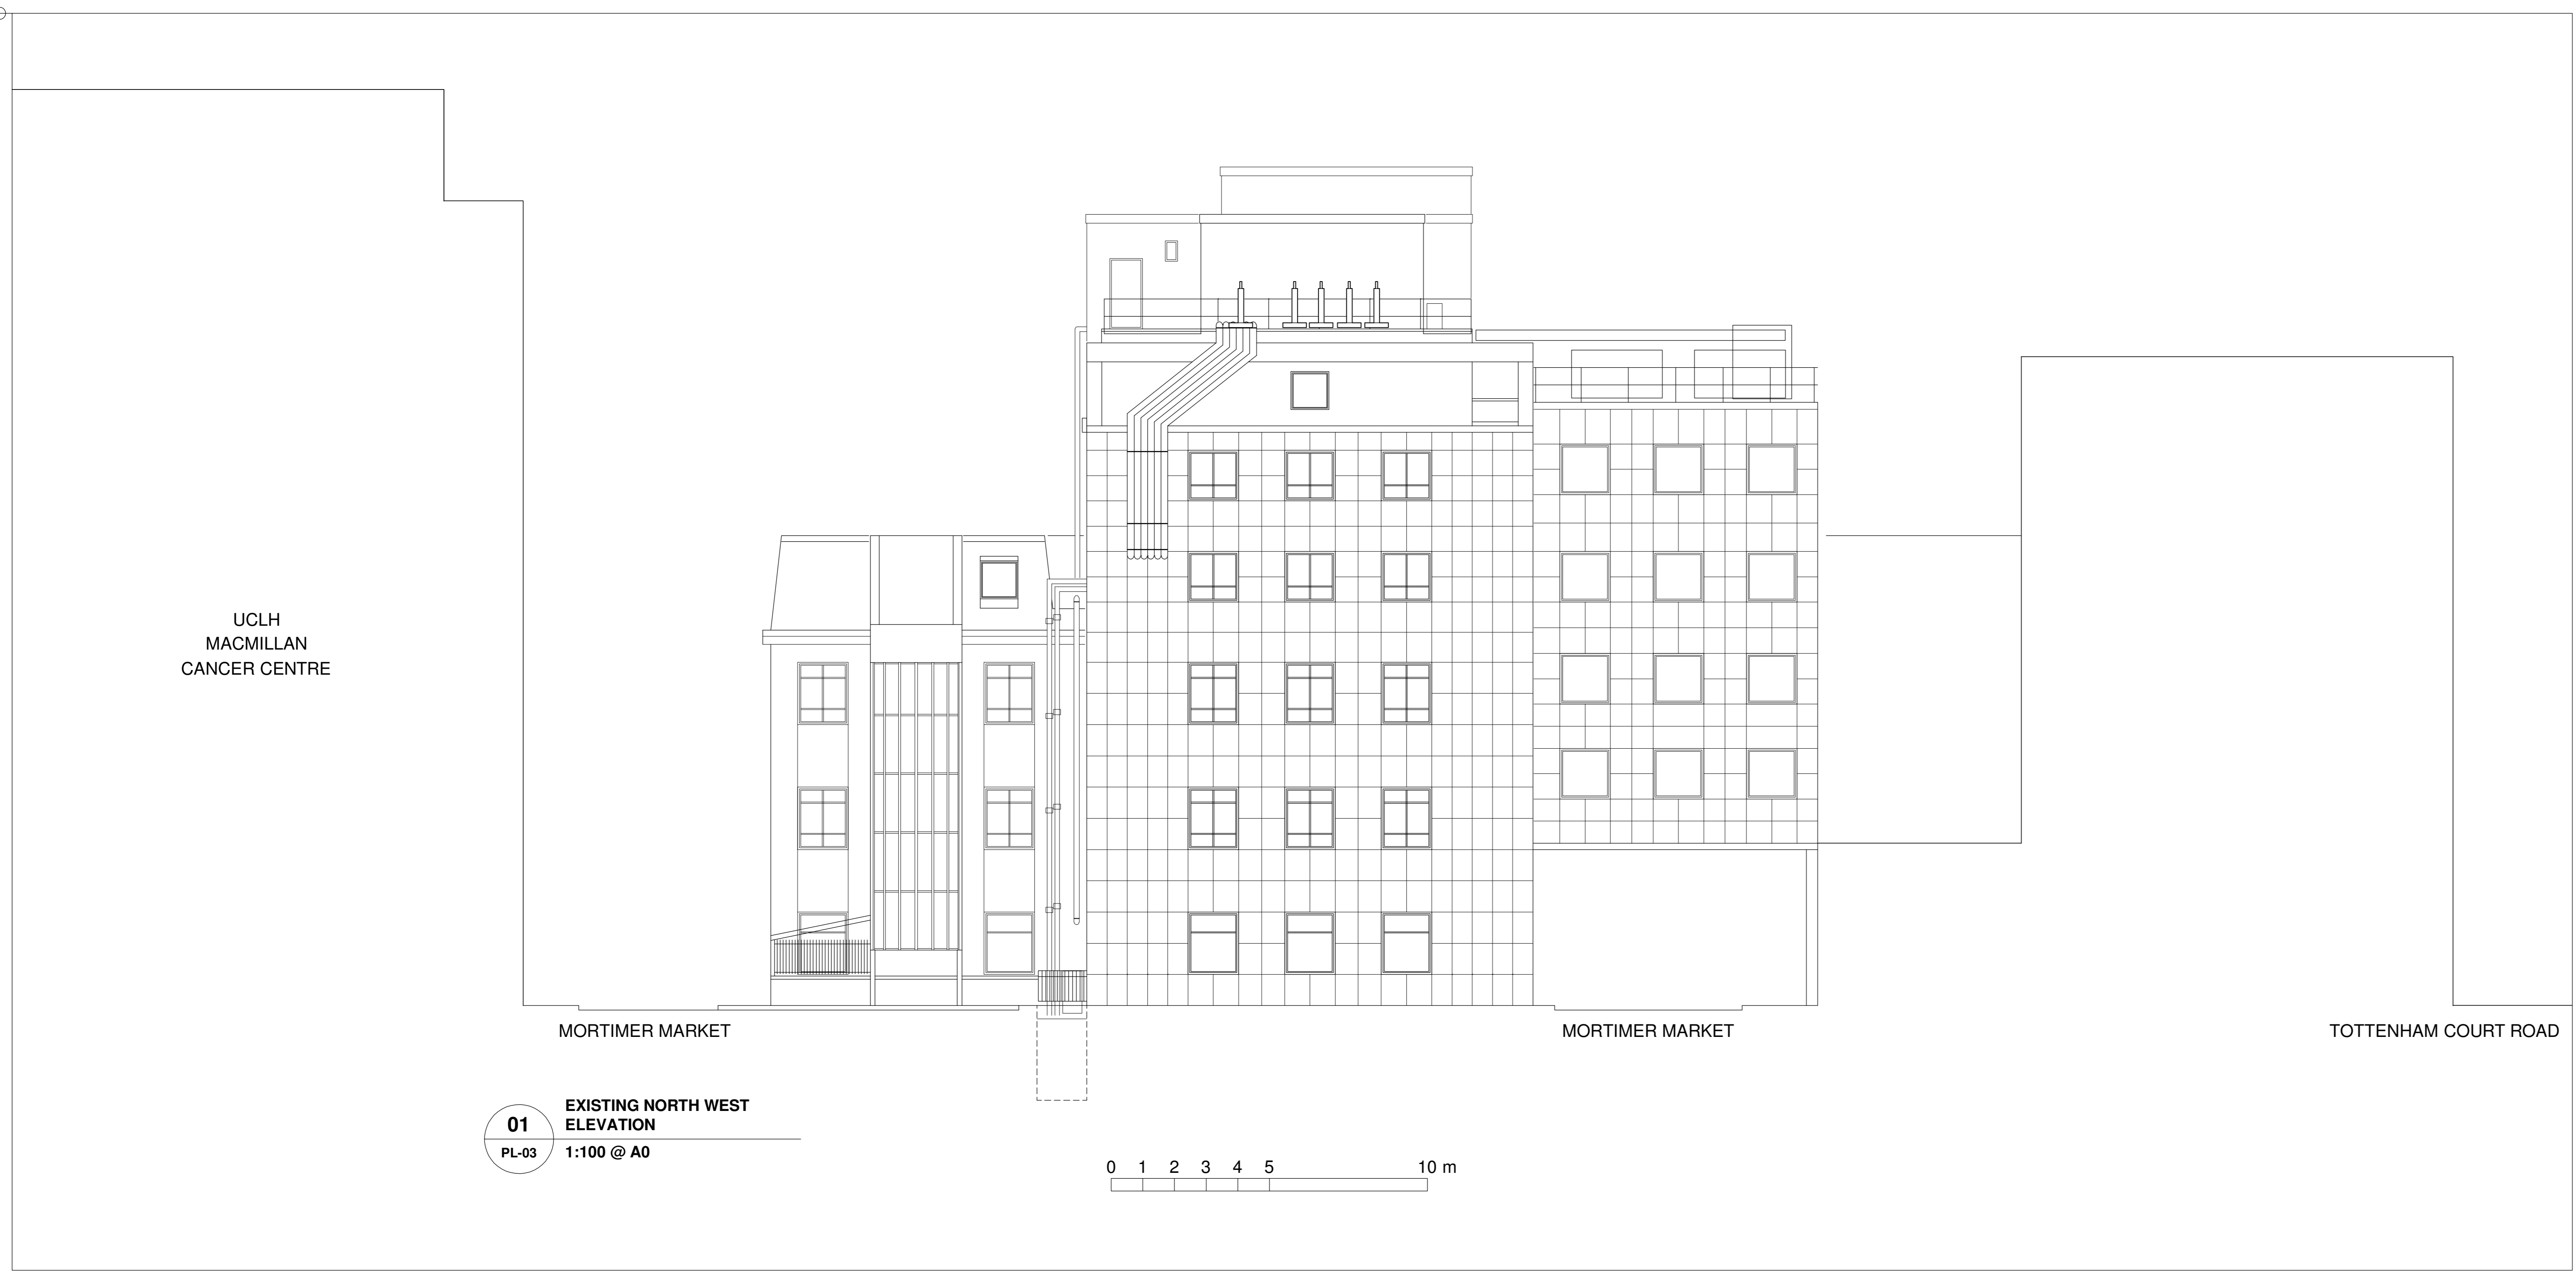 UCLH
MACMILLAN
CANCER CENTRE
MORTIMER MARKET
MORTIMER MARKET
TOTTENHAM COURT ROAD
01
PL-03
EXISTING NORTH WEST
ELEVATION
1:100 @ A0
0 1 2 3 4 5 10 m